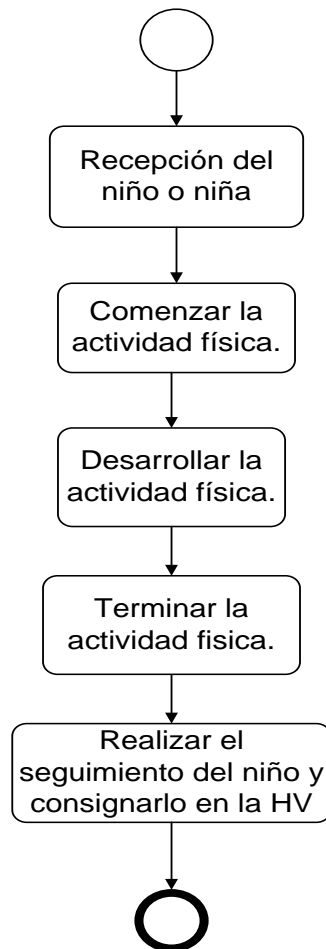 Recepción del
niño o niña
Comenzar la
actividad física.
Desarrollar la
actividad física.
Terminar la
actividad fisica.
Realizar el
seguimiento del niño y
consignarlo en la HV